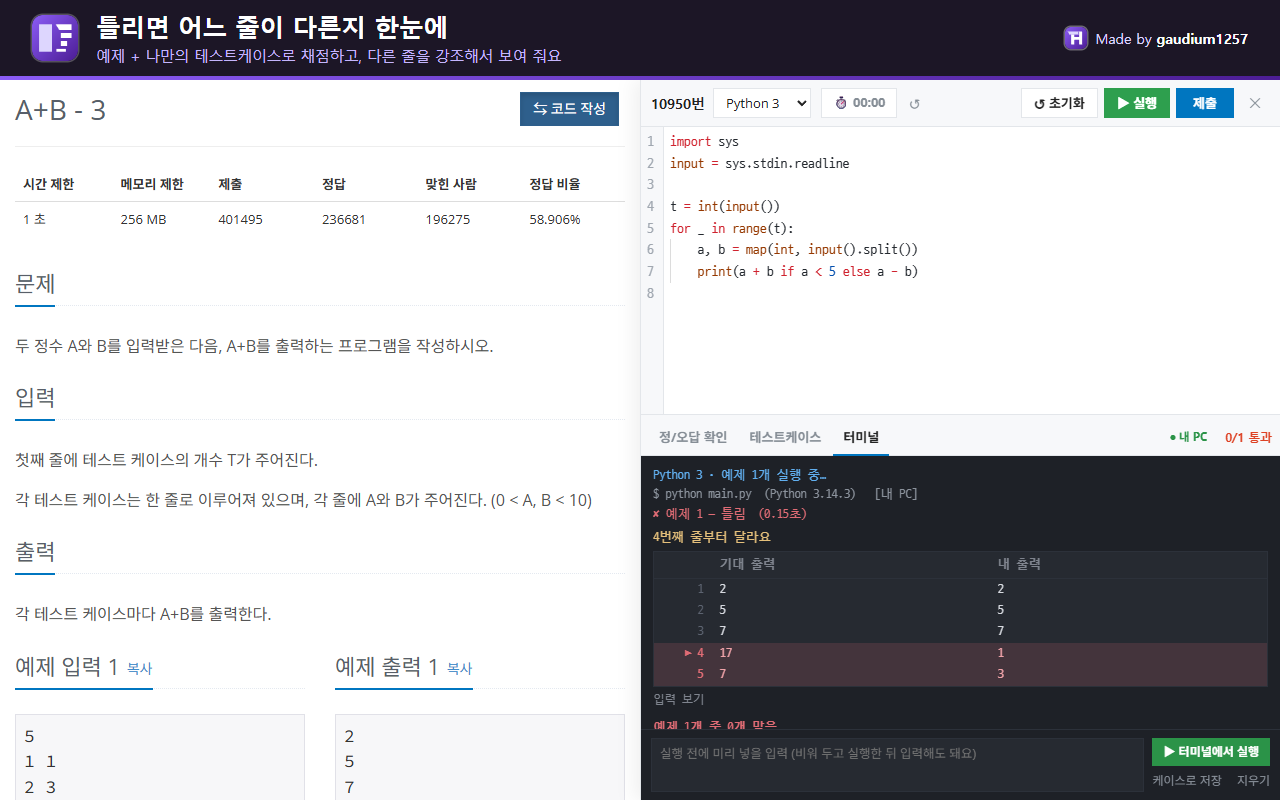 틀리면 어느 줄이 다른지 한눈에
예제 + 나만의 테스트케이스로 채점하고, 다른 줄을 강조해서 보여 줘요
Made by gaudium1257
A+B - 3
⇆ 코드 작성
시간 제한 메모리 제한 제출 정답 맞힌 사람 정답 비율
1 초 256 MB 401495 236681 196275 58.906%
문제
두 정수 A와 B를 입력받은 다음, A+B를 출력하는 프로그램을 작성하시오.
입력
첫째 줄에 테스트 케이스의 개수 T가 주어진다.
각 테스트 케이스는 한 줄로 이루어져 있으며, 각 줄에 A와 B가 주어진다. (0 < A, B < 10)
출력
각 테스트 케이스마다 A+B를 출력한다.
예제 입력 1 복사
5
1 1
2 3
예제 출력 1 복사
2
5
7
10950번 Python 3 ⏱ 00:00 ↺ ↺ 초기화 ▶ 실행 제출 ×
1 import sys
2 input = sys.stdin.readline
3
4 t = int(input())
5 for _ in range(t):
6     a, b = map(int, input().split())
7     print(a + b if a < 5 else a - b)
8
정/오답 확인 테스트케이스 터미널 ● 내 PC 0/1 통과
Python 3 · 예제 1개 실행 중…
$ python main.py (Python 3.14.3) [내 PC]
✘ 예제 1 — 틀림 (0.15초)
4번째 줄부터 달라요
기대 출력 내 출력
1 2 2
2 5 5
3 7 7
▶ 4 17 1
5 7 3
입력 보기
예제 1개 중 0개 맞음
실행 전에 미리 넣을 입력 (비워 두고 실행한 뒤 입력해도 돼요)
▶ 터미널에서 실행
케이스로 저장 지우기